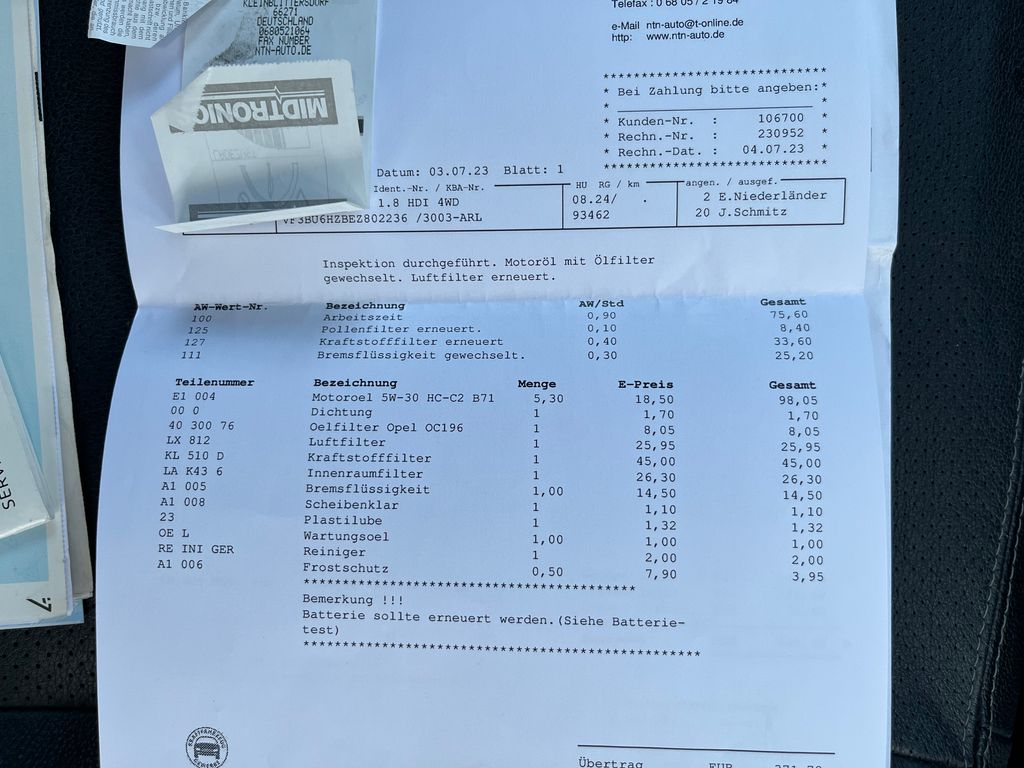 KLEINBLITTERSDORF
66271
DEUTSCHLAND
0680521064
FAX NUMBER
NTN-AUTO.DE
MIDTRONIC
Telefax : 0 68 05 / 2 19 84
e-Mail ntn-auto@t-online.de
http: www.ntn-auto.de
*****************************
* Bei Zahlung bitte angeben:*
* *
* Kunden-Nr. : 106700 *
* Rechn.-Nr. : 230952 *
* Rechn.-Dat. : 04.07.23 *
*****************************
Datum: 03.07.23 Blatt: 1
Ident.-Nr. / KBA-Nr. HU RG / km angen. / ausgef.
1.8 HDI 4WD 08.24/ . 2 E.Niederländer
VF3BU6HZBEZ802236 /3003-ARL 93462 20 J.Schmitz
Inspektion durchgeführt. Motoröl mit Ölfilter
gewechselt. Luftfilter erneuert.
AW-Wert-Nr. Bezeichnung AW/Std Gesamt
100 Arbeitszeit 0,90 75,60
125 Pollenfilter erneuert. 0,10 8,40
127 Kraftstofffilter erneuert 0,40 33,60
111 Bremsflüssigkeit gewechselt. 0,30 25,20
Teilenummer Bezeichnung Menge E-Preis Gesamt
E1 004 Motoroel 5W-30 HC-C2 B71 5,30 18,50 98,05
00 0 Dichtung 1 1,70 1,70
40 300 76 Oelfilter Opel OC196 1 8,05 8,05
LX 812 Luftfilter 1 25,95 25,95
KL 510 D Kraftstofffilter 1 45,00 45,00
LA K43 6 Innenraumfilter 1 26,30 26,30
A1 005 Bremsflüssigkeit 1,00 14,50 14,50
A1 008 Scheibenklar 1 1,10 1,10
23 Plastilube 1 1,32 1,32
OE L Wartungsoel 1,00 1,00 1,00
RE INI GER Reiniger 1 2,00 2,00
A1 006 Frostschutz 0,50 7,90 3,95
******************************************
Bemerkung !!!
Batterie sollte erneuert werden.(Siehe Batterie-
test)
**************************************************
Übertrag EUR 371,70
SERV